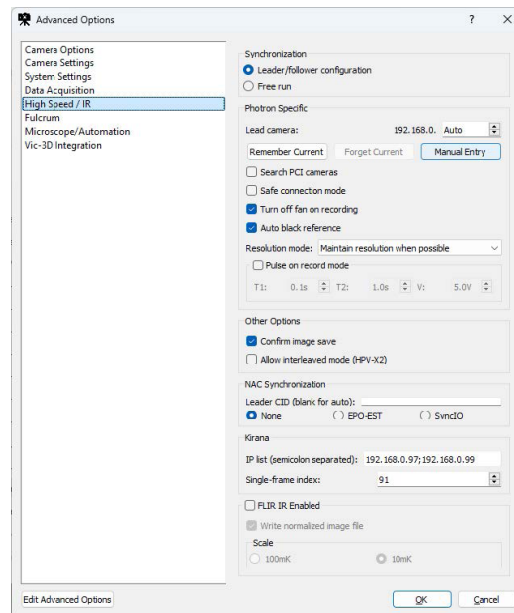 Advanced Options ? X
Camera Options
Camera Settings
System Settings
Data Acquisition
High Speed / IR
Fulcrum
Microscope/Automation
Vic-3D Integration
Synchronization
Leader/follower configuration
Free run
Photron Specific
Lead camera: 192.168.0. Auto
Remember Current Forget Current Manual Entry
Search PCI cameras
Safe connecton mode
Turn off fan on recording
Auto black reference
Resolution mode: Maintain resolution when possible
Pulse on record mode
T1: 0.1s T2: 1.0s V: 5.0V
Other Options
Confirm image save
Allow interleaved mode (HPV-X2)
NAC Synchronization
Leader CID (blank for auto):
None EPO-EST SyncIO
Kirana
IP list (semicolon separated): 192.168.0.97;192.168.0.99
Single-frame index: 91
FLIR IR Enabled
Write normalized image file
Scale
100mK 10mK
Edit Advanced Options OK Cancel